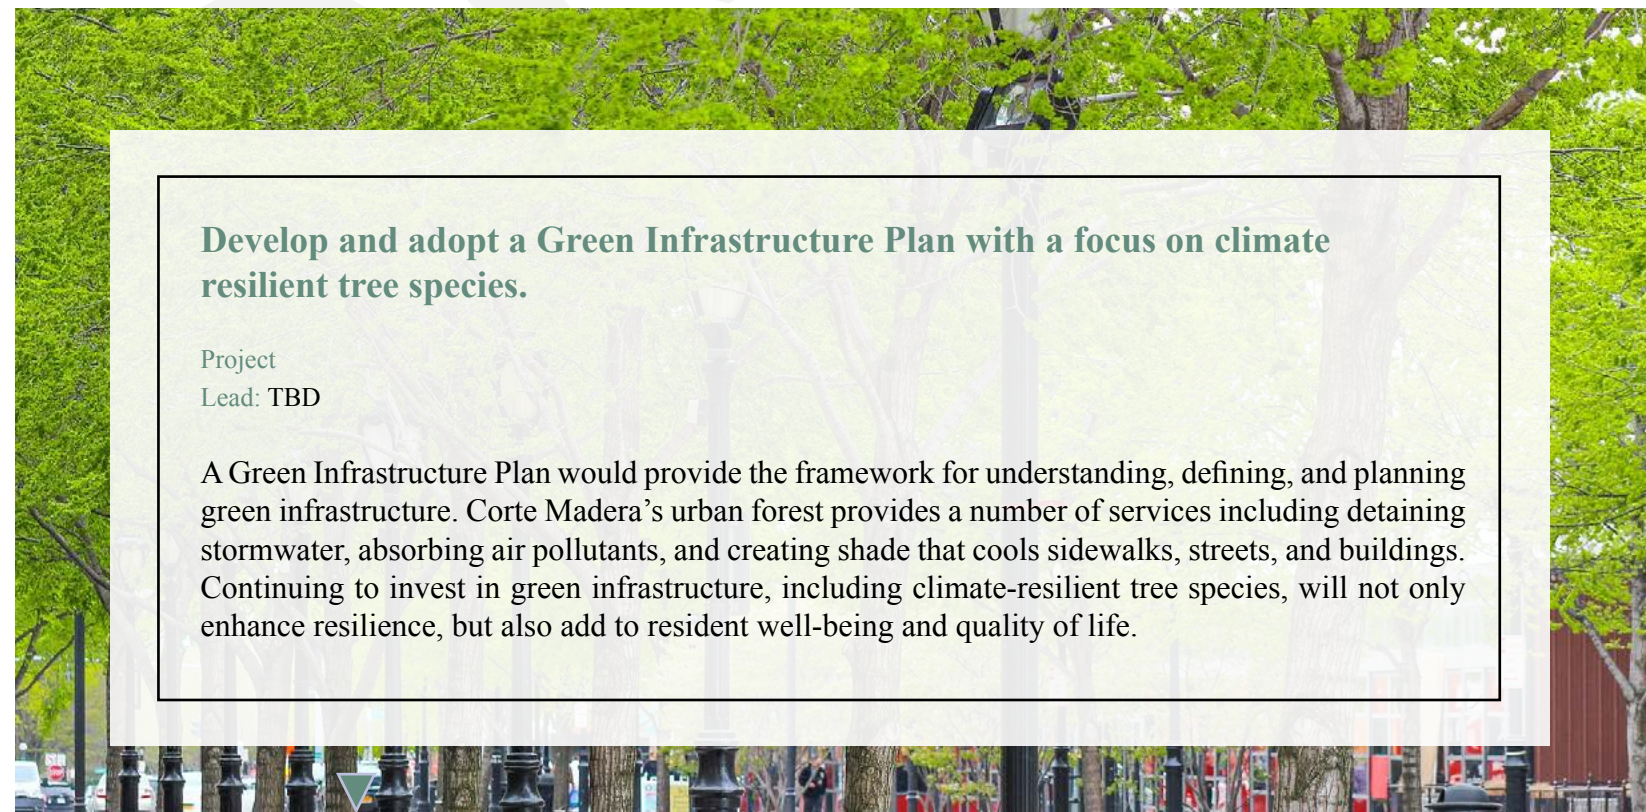 Develop and adopt a Green Infrastructure Plan with a focus on climate
resilient tree species.
Project
Lead: TBD
A Green Infrastructure Plan would provide the framework for understanding, defining, and planning
green infrastructure. Corte Madera’s urban forest provides a number of services including detaining
stormwater, absorbing air pollutants, and creating shade that cools sidewalks, streets, and buildings.
Continuing to invest in green infrastructure, including climate-resilient tree species, will not only
enhance resilience, but also add to resident well-being and quality of life.